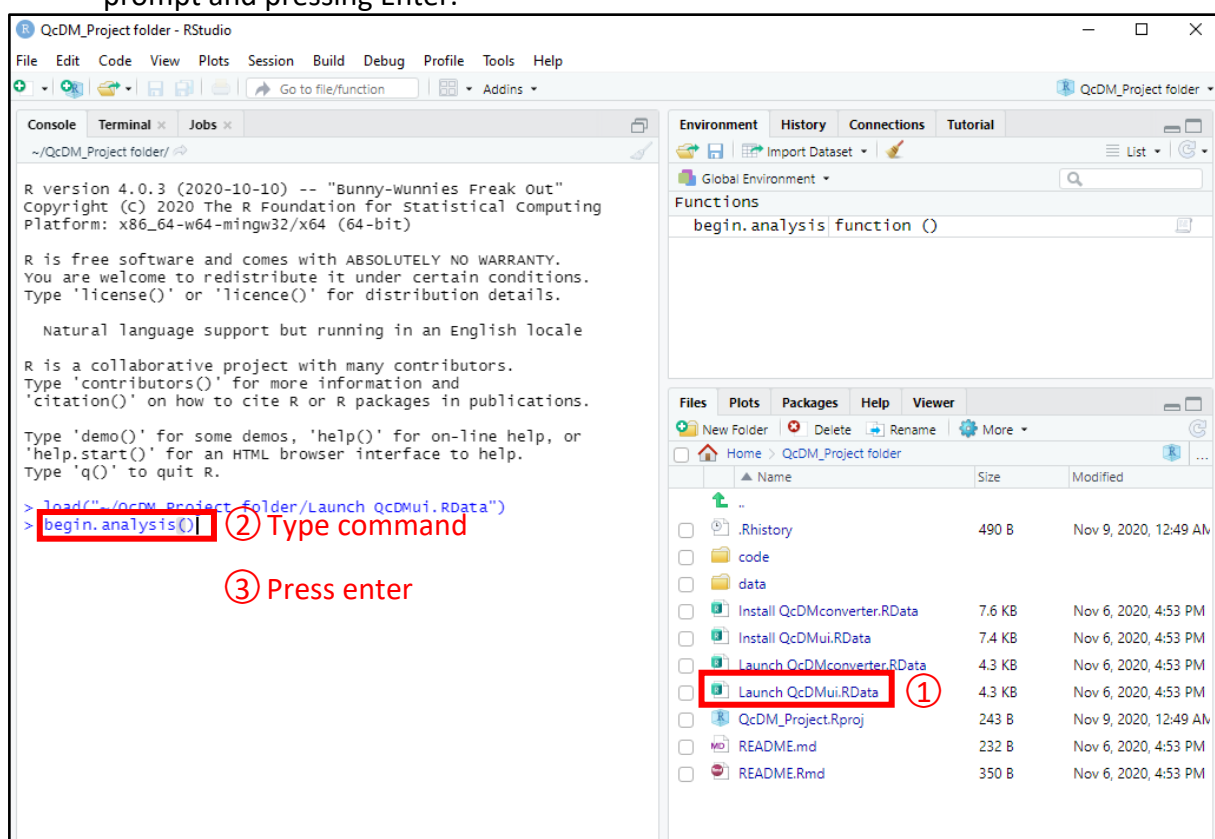 prompt and pressing Enter.
QcDM_Project folder - RStudio
File Edit Code View Plots Session Build Debug Profile Tools Help
Go to file/function Addins QcDM_Project folder
Console Terminal Jobs
~/QcDM_Project folder/
R version 4.0.3 (2020-10-10) -- "Bunny-Wunnies Freak Out"
Copyright (C) 2020 The R Foundation for Statistical Computing
Platform: x86_64-w64-mingw32/x64 (64-bit)
R is free software and comes with ABSOLUTELY NO WARRANTY.
You are welcome to redistribute it under certain conditions.
Type 'license()' or 'licence()' for distribution details.
Natural language support but running in an English locale
R is a collaborative project with many contributors.
Type 'contributors()' for more information and
'citation()' on how to cite R or R packages in publications.
Type 'demo()' for some demos, 'help()' for on-line help, or
'help.start()' for an HTML browser interface to help.
Type 'q()' to quit R.
> load("~/QcDM_Project folder/Launch QcDMui.RData")
> begin.analysis()
② Type command
③ Press enter
Environment History Connections Tutorial
Import Dataset List
Global Environment
Functions
begin.analysis function ()
Files Plots Packages Help Viewer
New Folder Delete Rename More
Home > QcDM_Project folder
Name Size Modified
..
.Rhistory 490 B Nov 9, 2020, 12:49 AM
code
data
Install QcDMconverter.RData 7.6 KB Nov 6, 2020, 4:53 PM
Install QcDMui.RData 7.4 KB Nov 6, 2020, 4:53 PM
Launch QcDMconverter.RData 4.3 KB Nov 6, 2020, 4:53 PM
Launch QcDMui.RData ① 4.3 KB Nov 6, 2020, 4:53 PM
QcDM_Project.Rproj 243 B Nov 9, 2020, 12:49 AM
README.md 232 B Nov 6, 2020, 4:53 PM
README.Rmd 350 B Nov 6, 2020, 4:53 PM